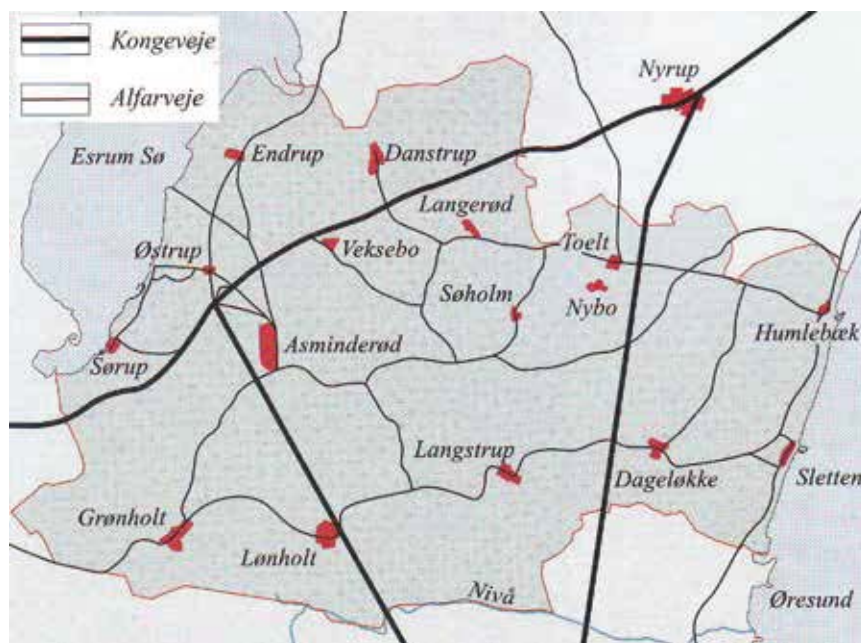 Kongeveje
Alfarveje
Nyrup
Esrum Sø
Endrup
Danstrup
Langerød
Østrup
Veksebo
Toelt
Søholm
Nybo
Humlebæk
Asminderød
Sørup
Langstrup
Dageløkke
Sletten
Grønholt
Lønholt
Nivå
Øresund